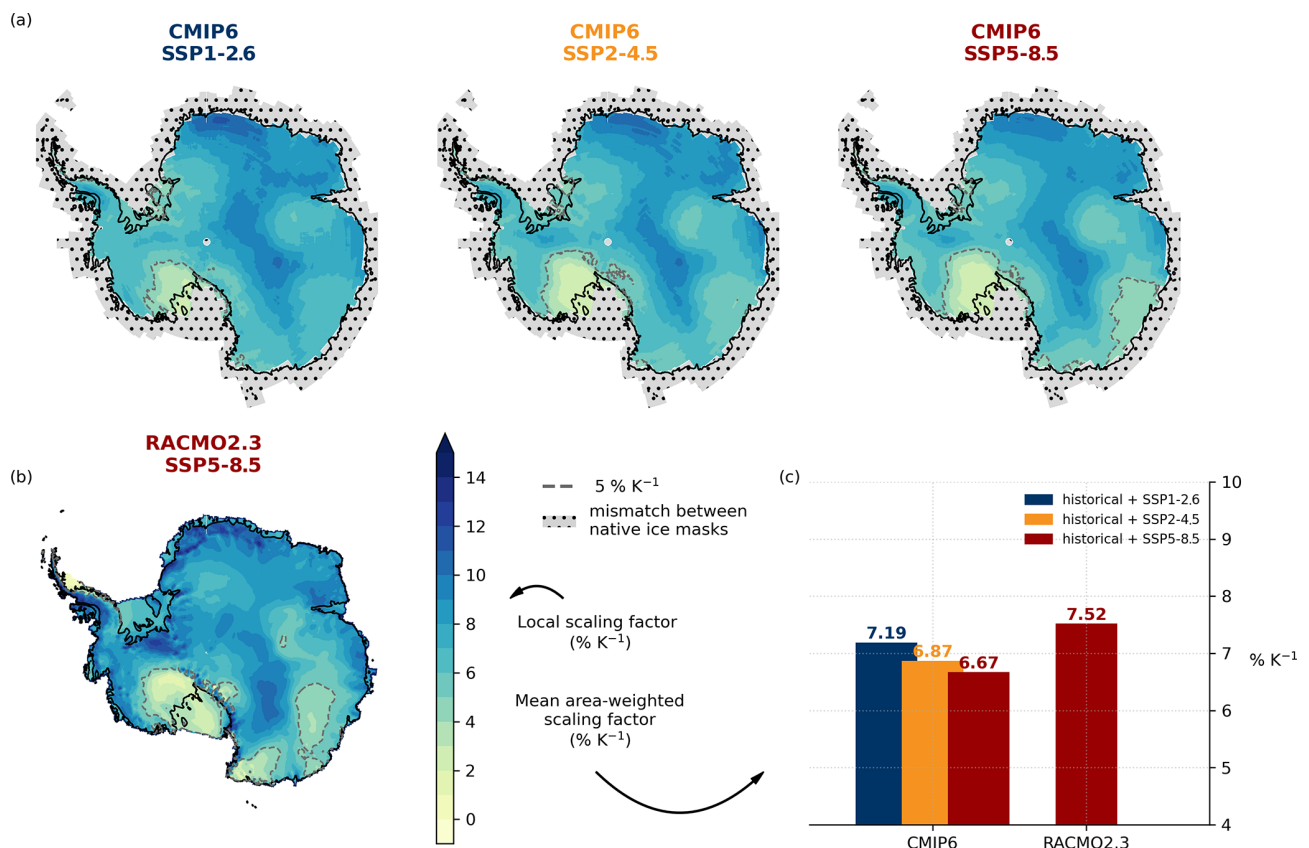 (a)
CMIP6
SSP1-2.6
CMIP6
SSP2-4.5
CMIP6
SSP5-8.5
RACMO2.3
SSP5-8.5
(b)
14
12
10
8
6
4
2
0
5 % K⁻¹
mismatch between
native ice masks
Local scaling factor
(% K⁻¹)
Mean area-weighted
scaling factor
(% K⁻¹)
(c)
historical + SSP1-2.6
historical + SSP2-4.5
historical + SSP5-8.5
7.19
6.87
6.67
7.52
10
9
8
7
6
5
4
% K⁻¹
CMIP6
RACMO2.3